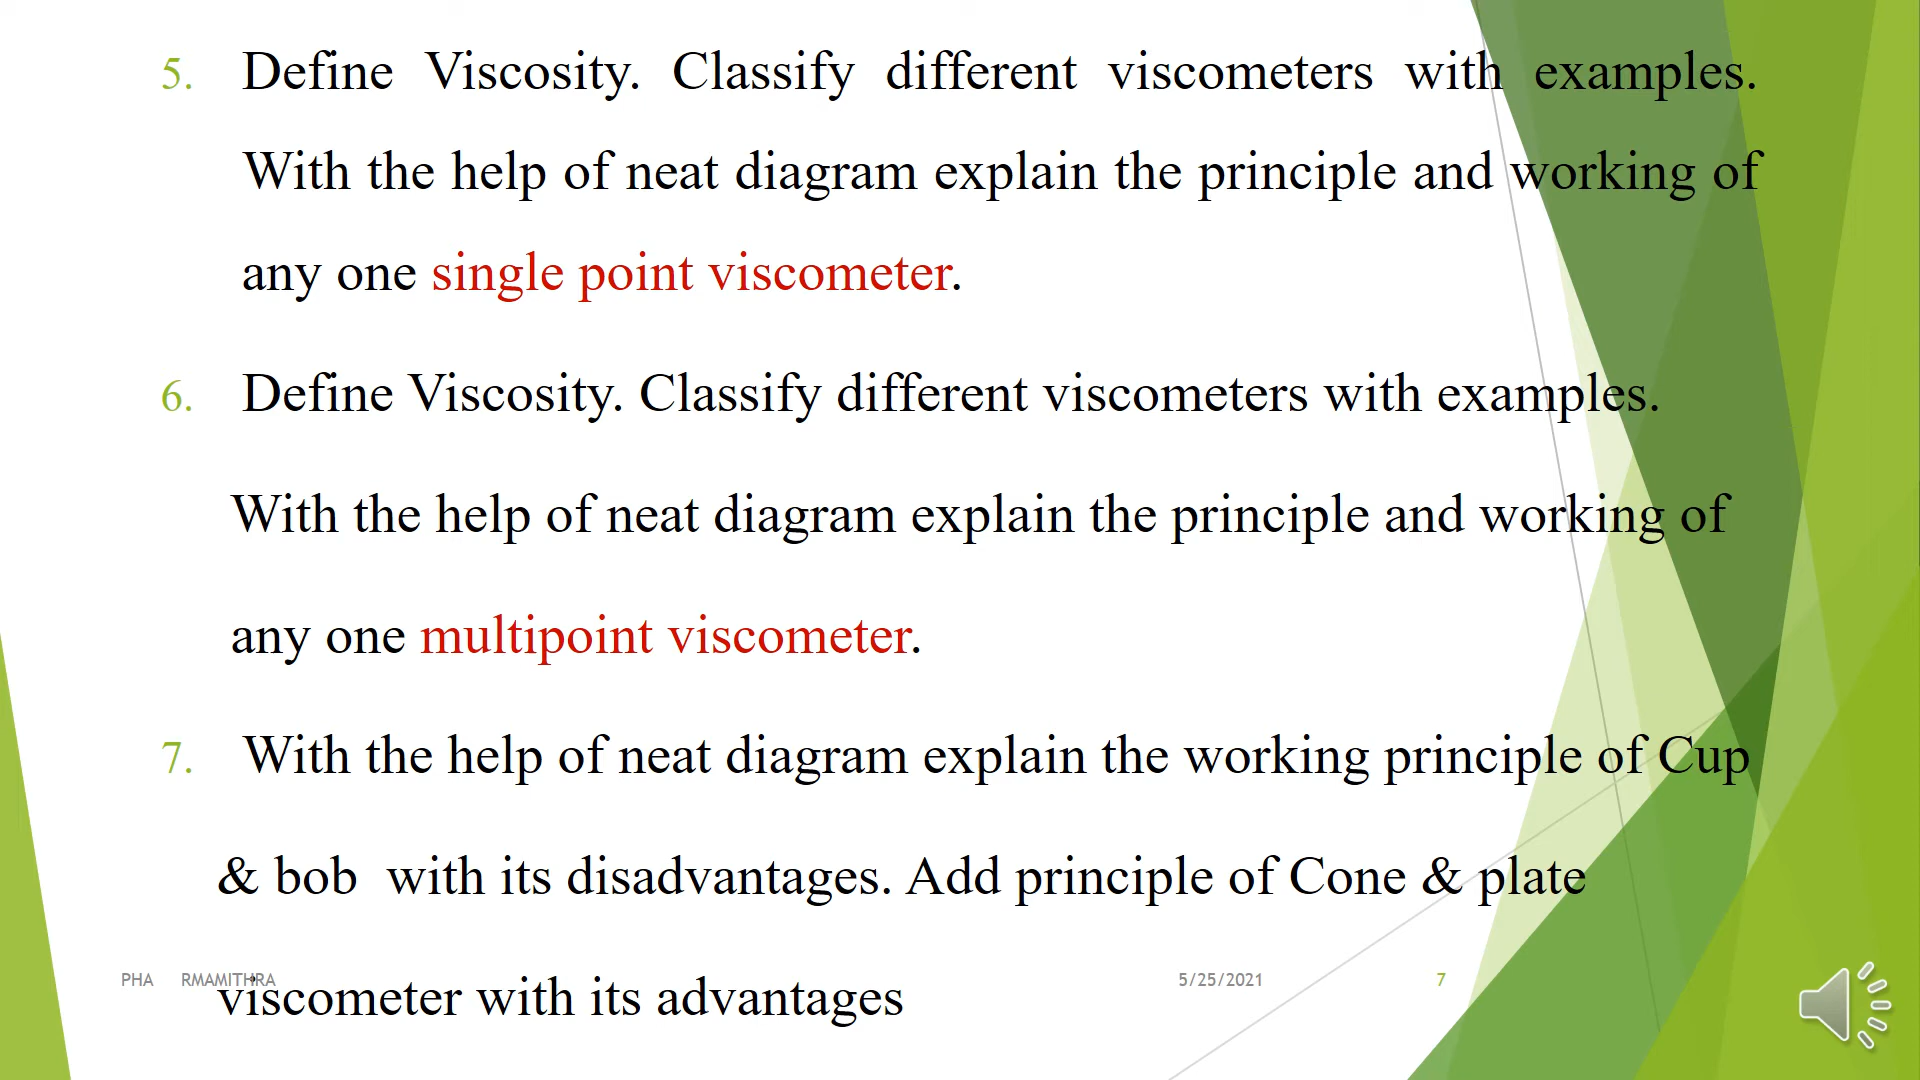 5. Define Viscosity. Classify different viscometers with examples.
With the help of neat diagram explain the principle and working of
any one single point viscometer.
6. Define Viscosity. Classify different viscometers with examples.
With the help of neat diagram explain the principle and working of
any one multipoint viscometer.
7. With the help of neat diagram explain the working principle of Cup
& bob with its disadvantages. Add principle of Cone & plate
viscometer with its advantages
PHA RMAMITHRA 5/25/2021 7